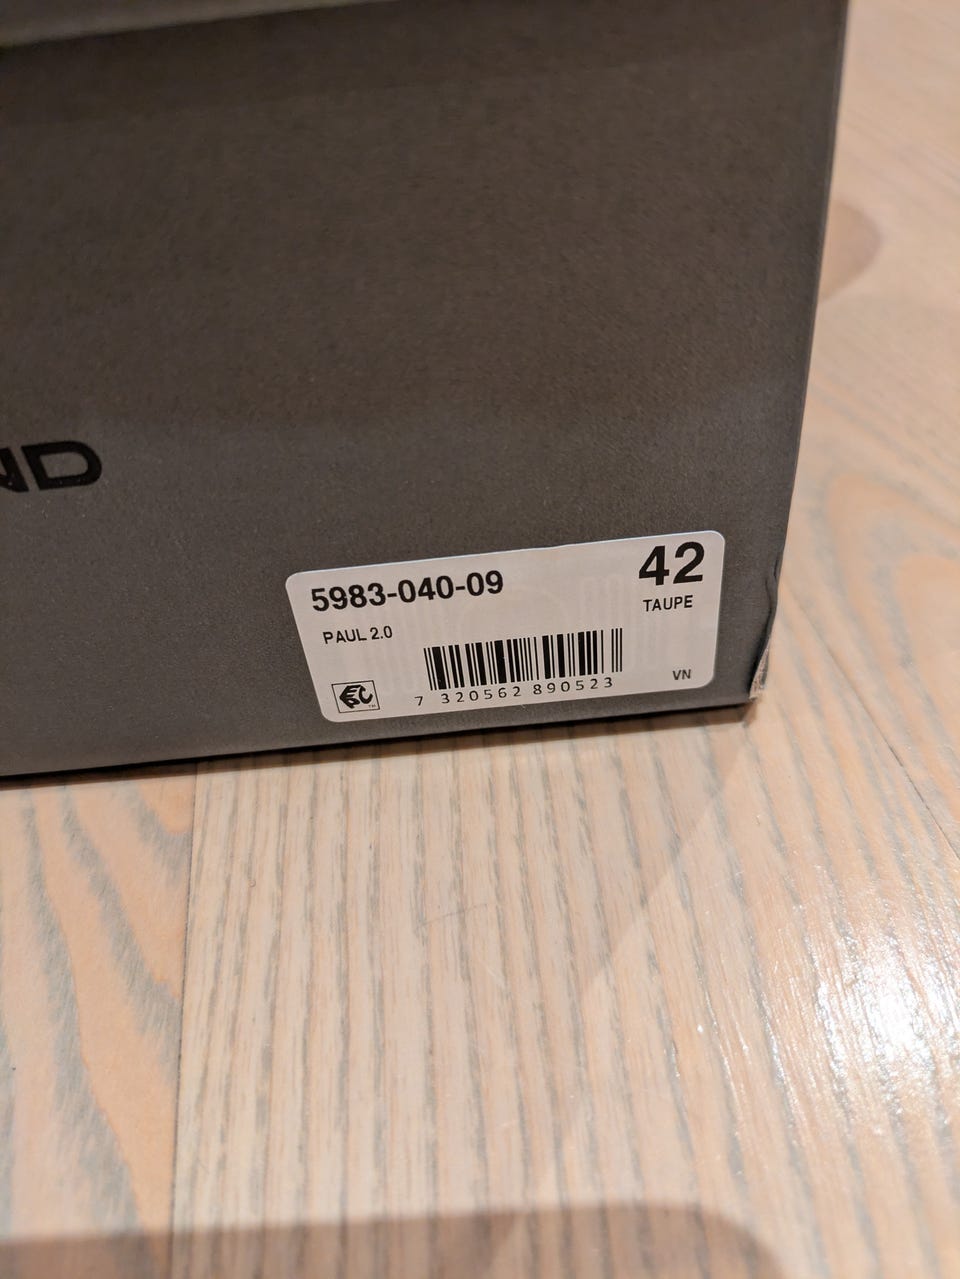 ND
5983-040-09
42
PAUL 2.0
TAUPE
7 320562 890523
VN